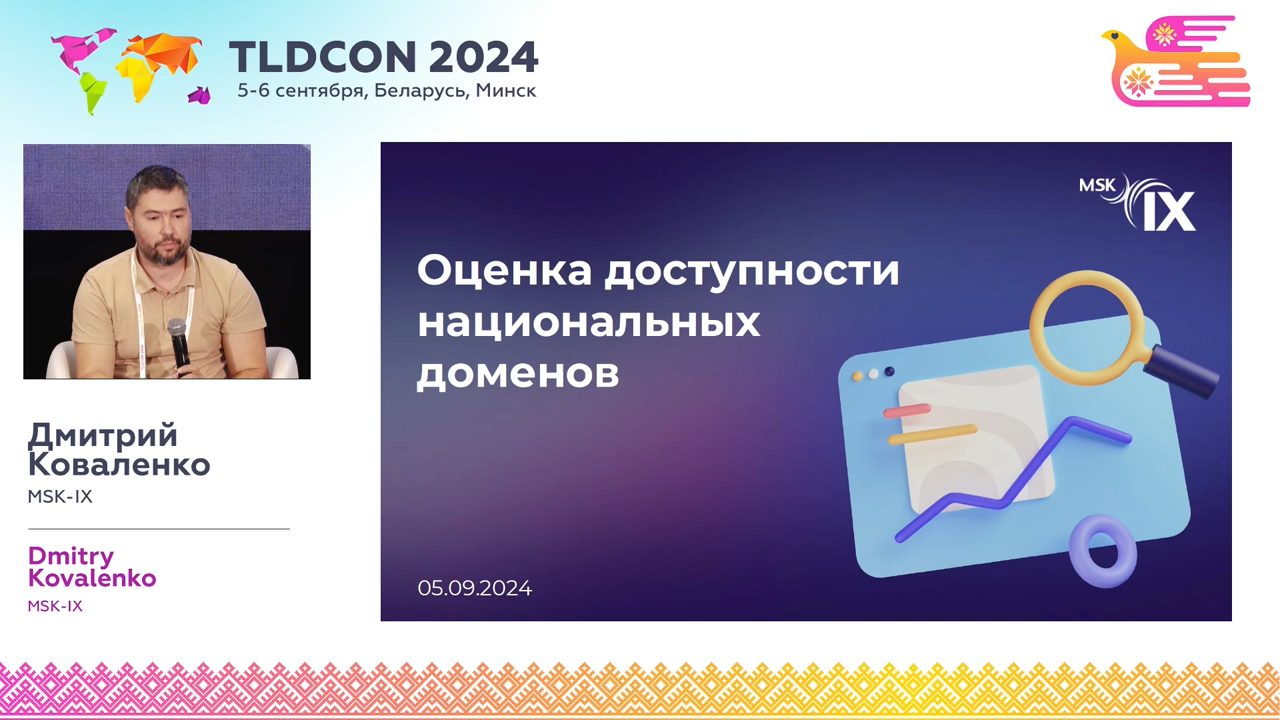 TLDCON 2024
5-6 сентября, Беларусь, Минск
MSK
IX
Оценка доступности
национальных
доменов
05.09.2024
Дмитрий
Коваленко
MSK-IX
Dmitry
Kovalenko
MSK-IX